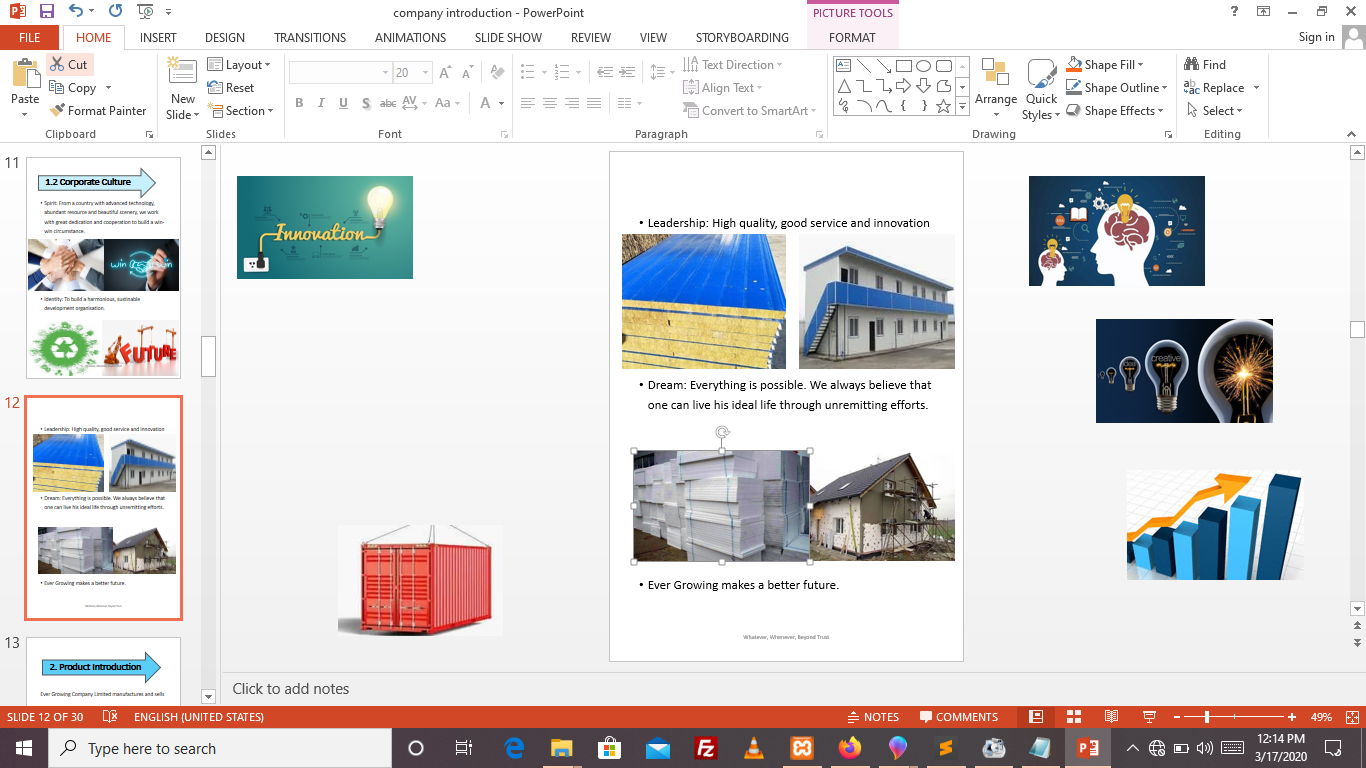 company introduction - PowerPoint
PICTURE TOOLS
?
FILE
HOME
INSERT
DESIGN
TRANSITIONS
ANIMATIONS
SLIDE SHOW
REVIEW
VIEW
STORYBOARDING
FORMAT
Sign in
Paste
Cut
Copy
Format Painter
Clipboard
New
Slide
Layout
Reset
Section
Slides
20
B I U S abc AV Aa A
Font
Text Direction
Align Text
Convert to SmartArt
Paragraph
Arrange
Quick
Styles
Shape Fill
Shape Outline
Shape Effects
Drawing
Find
Replace
Select
Editing
11
1.2 Corporate Culture
• Spirit: From a country with advanced technology,
abundant resource and beautiful scenery, we work
with great dedication and cooperation to build a win-
win circumstance.
• Identity: To build a harmonious, sustinable
development organisation.
FUTURE
12
• Leadership: High quality, good service and innovation
• Dream: Everything is possible. We always believe that
one can live his ideal life through unremitting efforts.
• Ever Growing makes a better future.
Whatever, Whenever, Beyond Trust
13
2. Product Introduction
Ever Growing Company Limited manufactures and sells
Innovation
• Leadership: High quality, good service and innovation
• Dream: Everything is possible. We always believe that
one can live his ideal life through unremitting efforts.
• Ever Growing makes a better future.
Whatever, Whenever, Beyond Trust
idea
creative
Click to add notes
SLIDE 12 OF 30
ENGLISH (UNITED STATES)
NOTES
COMMENTS
49%
Type here to search
12:14 PM
3/17/2020